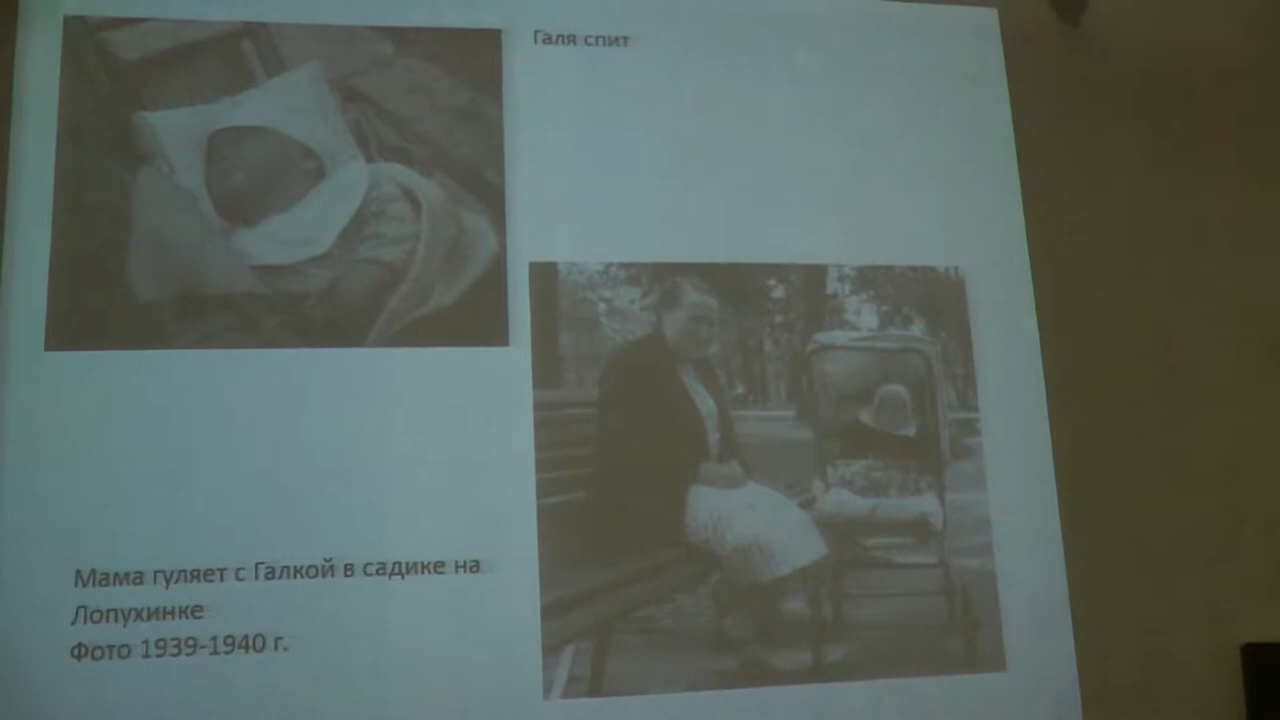 Галя спит
Мама гуляет с Галкой в садике на
Лопухинке
Фото 1939-1940 г.